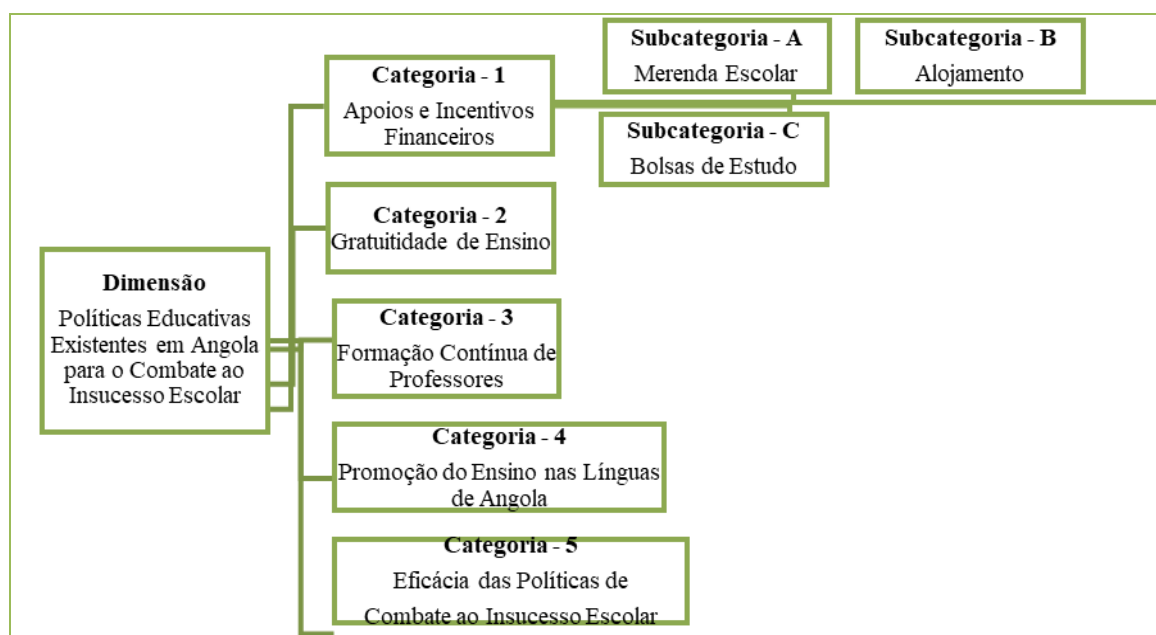 Subcategoria - A
Merenda Escolar
Subcategoria - B
Alojamento
Categoria - 1
Apoios e Incentivos
Financeiros
Subcategoria - C
Bolsas de Estudo
Categoria - 2
Gratuitidade de Ensino
Dimensão
Políticas Educativas
Existentes em Angola
para o Combate ao
Insucesso Escolar
Categoria - 3
Formação Contínua de
Professores
Categoria - 4
Promoção do Ensino nas Línguas
de Angola
Categoria - 5
Eficácia das Políticas de
Combate ao Insucesso Escolar